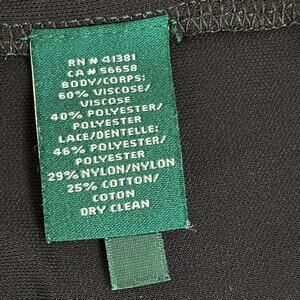 RN # 41381
CA # 56658
BODY/CORPS:
60% VISCOSE/
VISCOSE
40% POLYESTER/
POLYESTER
LACE/DENTELLE:
46% POLYESTER/
POLYESTER
29% NYLON/NYLON
25% COTTON/
COTON
DRY CLEAN